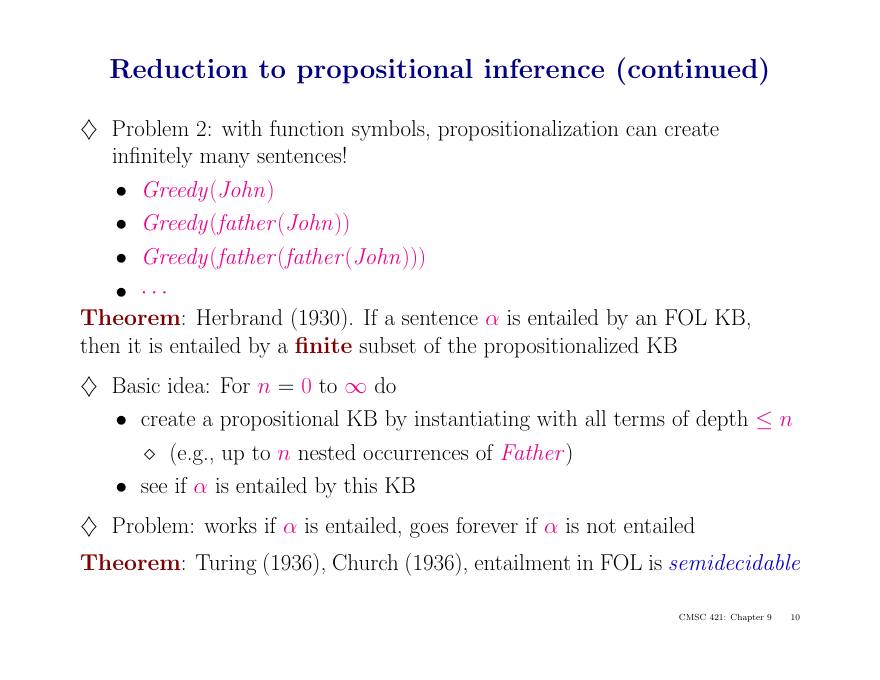 Reduction to propositional inference (continued)
♢ Problem 2: with function symbols, propositionalization can create
infinitely many sentences!
• Greedy(John)
• Greedy(father(John))
• Greedy(father(father(John)))
• · · ·
Theorem: Herbrand (1930). If a sentence α is entailed by an FOL KB,
then it is entailed by a finite subset of the propositionalized KB
♢ Basic idea: For n = 0 to ∞ do
• create a propositional KB by instantiating with all terms of depth ≤ n
⋄ (e.g., up to n nested occurrences of Father)
• see if α is entailed by this KB
♢ Problem: works if α is entailed, goes forever if α is not entailed
Theorem: Turing (1936), Church (1936), entailment in FOL is semidecidable
CMSC 421: Chapter 9 10